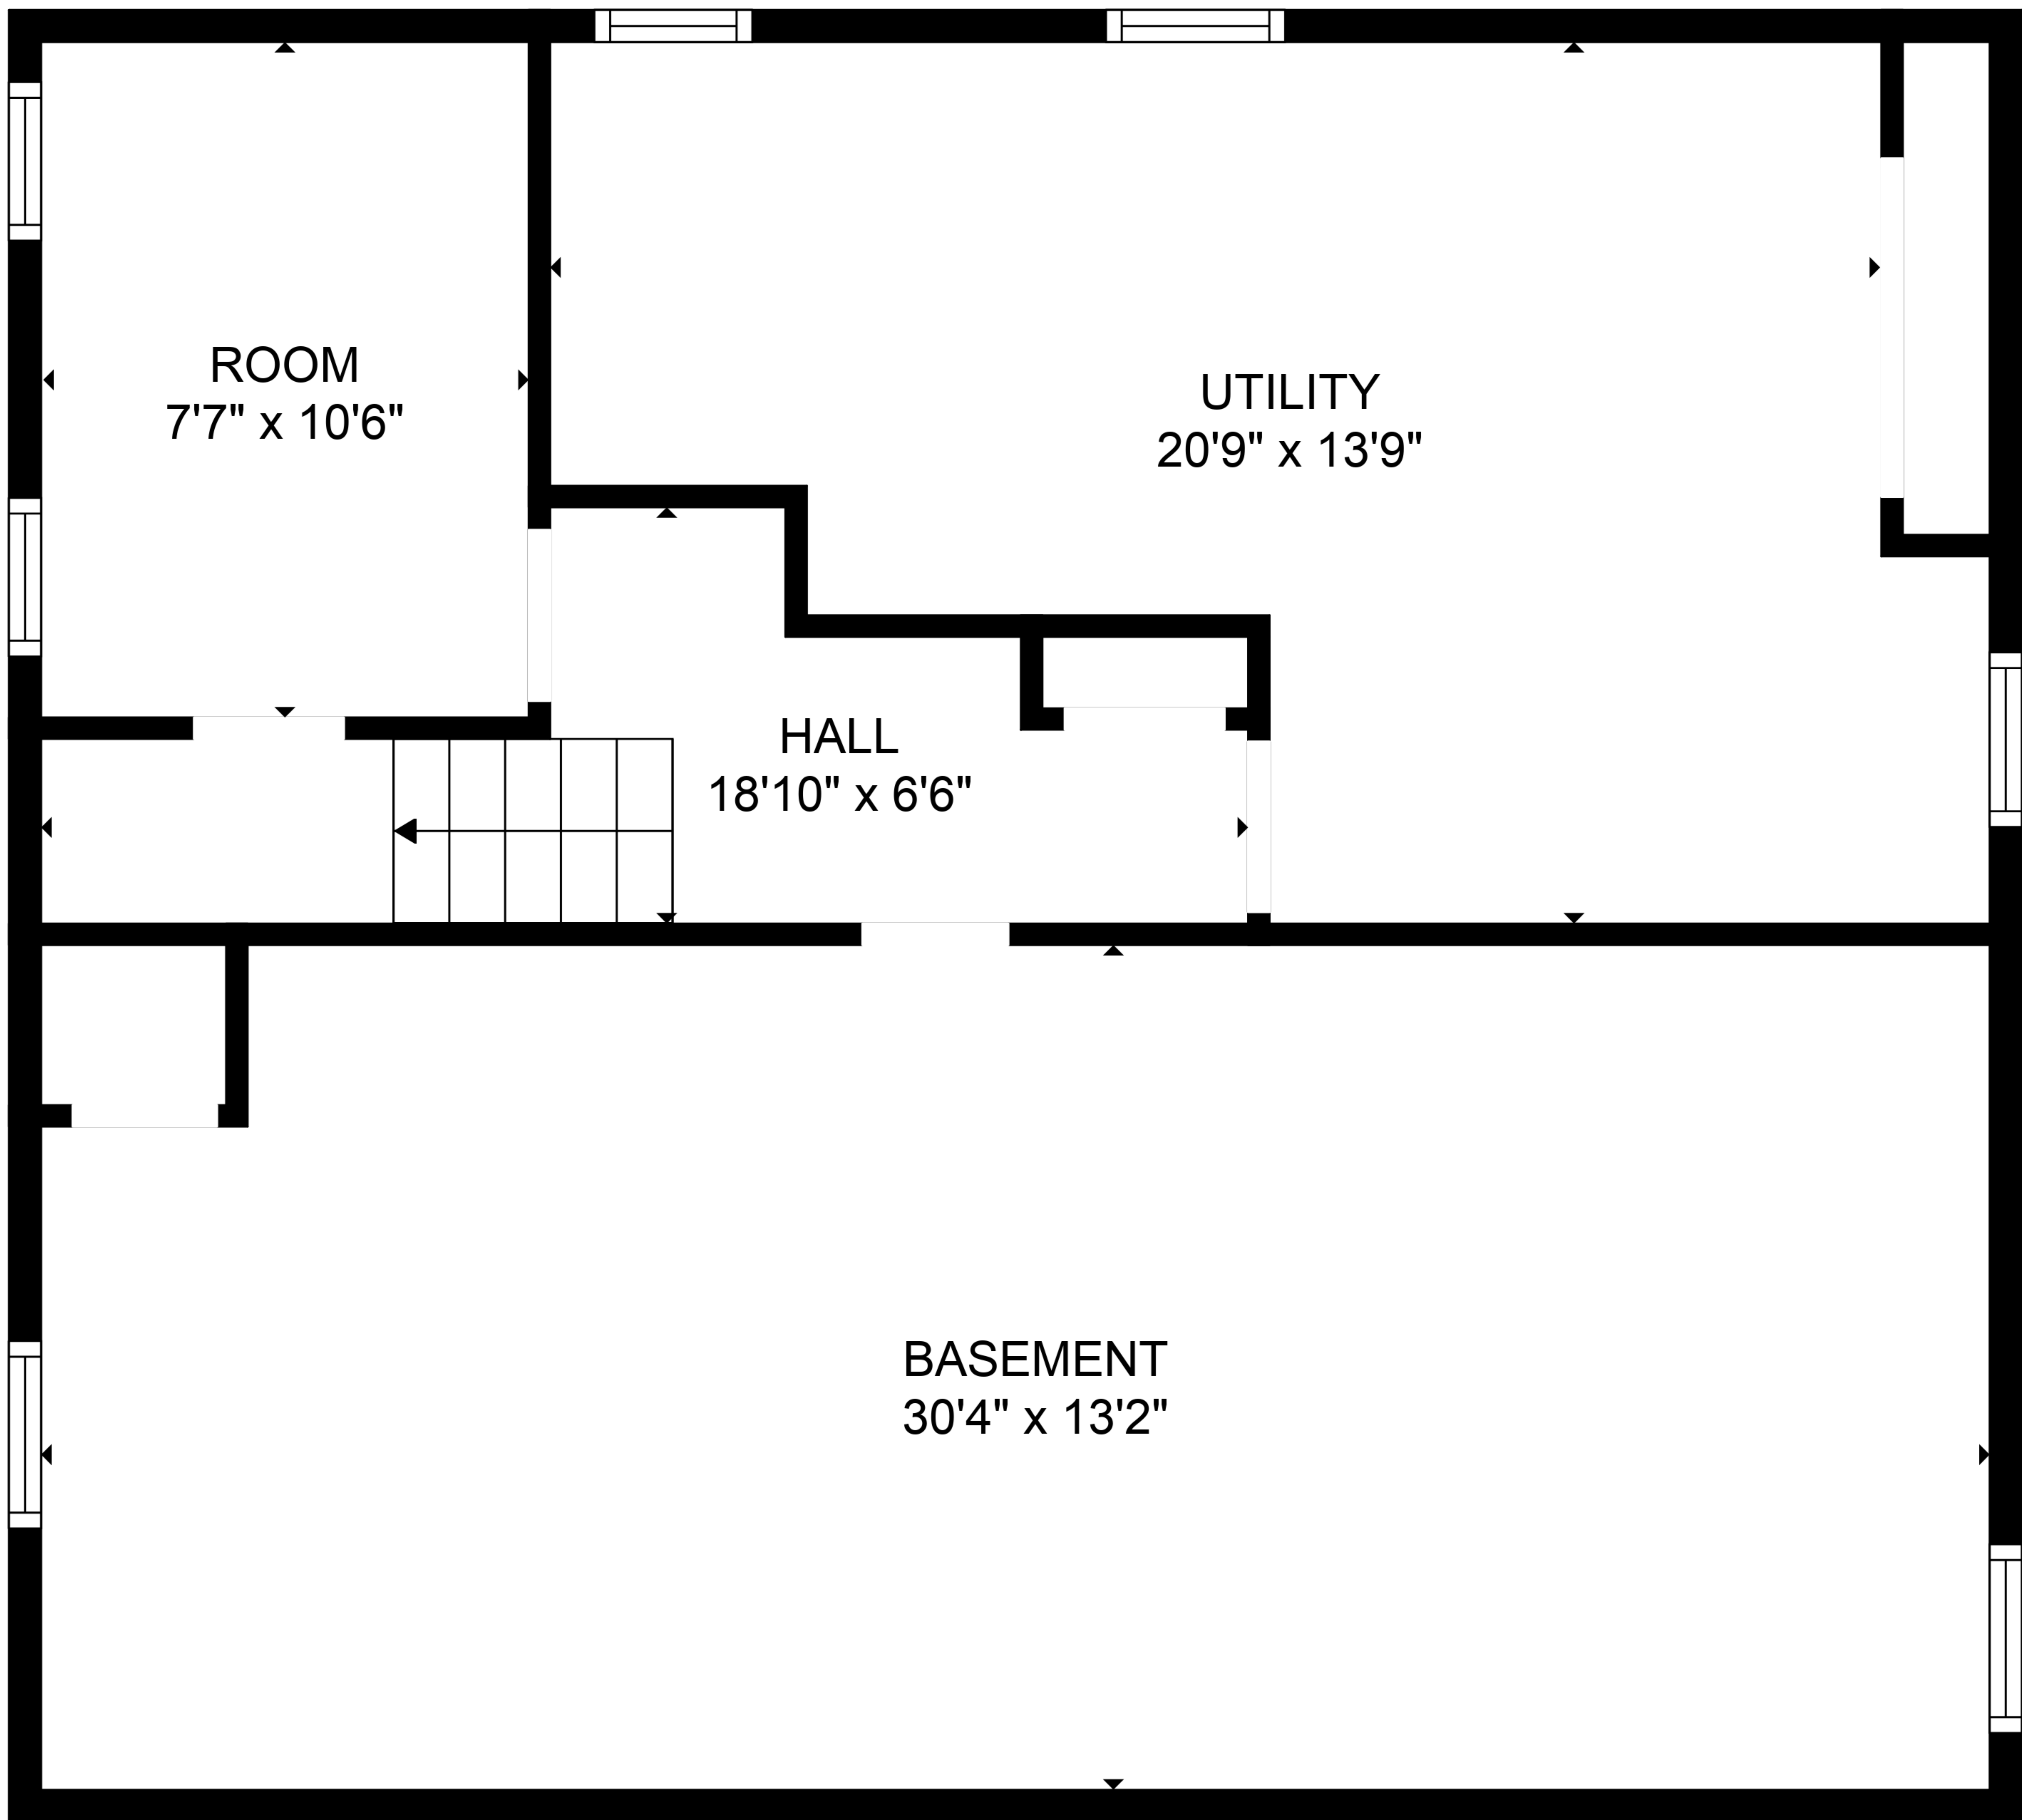 ROOM
7'7" x 10'6"
UTILITY
20'9" x 13'9"
HALL
18'10" x 6'6"
BASEMENT
30'4" x 13'2"